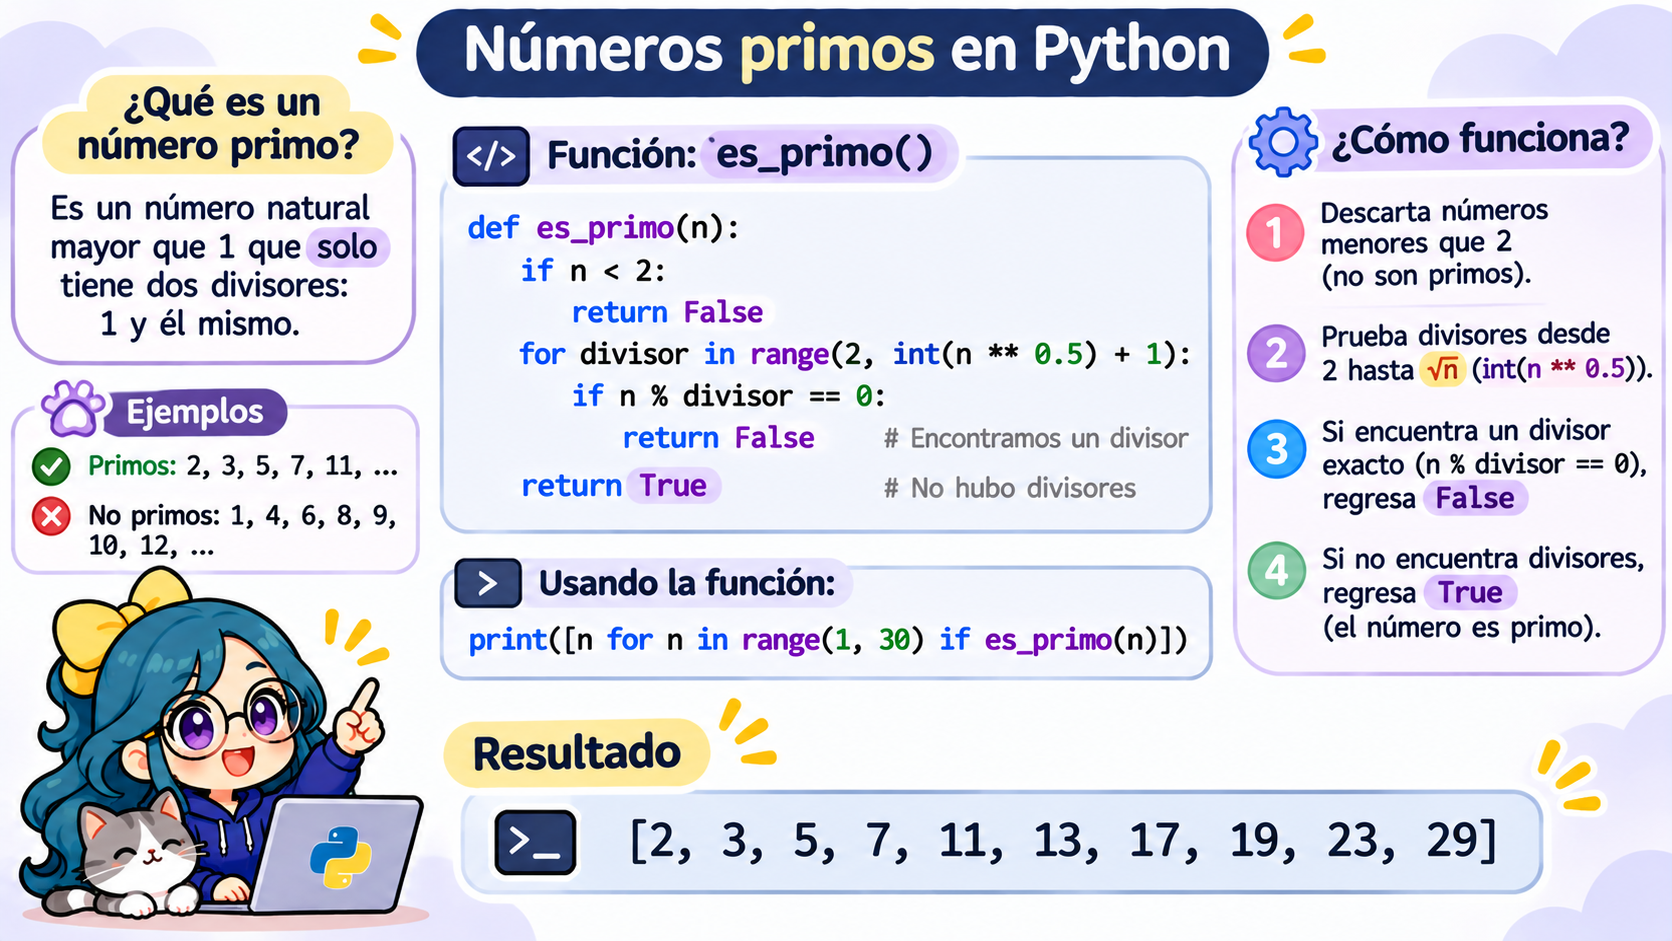 Números primos en Python
¿Qué es un
número primo?
Es un número natural
mayor que 1 que solo
tiene dos divisores:
1 y él mismo.
Ejemplos
Primos: 2, 3, 5, 7, 11, ...
No primos: 1, 4, 6, 8, 9,
10, 12, ...
</> Función: `es_primo()
def es_primo(n):
    if n < 2:
        return False
    for divisor in range(2, int(n ** 0.5) + 1):
        if n % divisor == 0:
            return False    # Encontramos un divisor
    return True    # No hubo divisores
> Usando la función:
print([n for n in range(1, 30) if es_primo(n)])
Resultado
>_ [2, 3, 5, 7, 11, 13, 17, 19, 23, 29]
¿Cómo funciona?
1 Descarta números
menores que 2
(no son primos).
2 Prueba divisores desde
2 hasta √n (int(n ** 0.5)).
3 Si encuentra un divisor
exacto (n % divisor == 0),
regresa False
4 Si no encuentra divisores,
regresa True
(el número es primo).